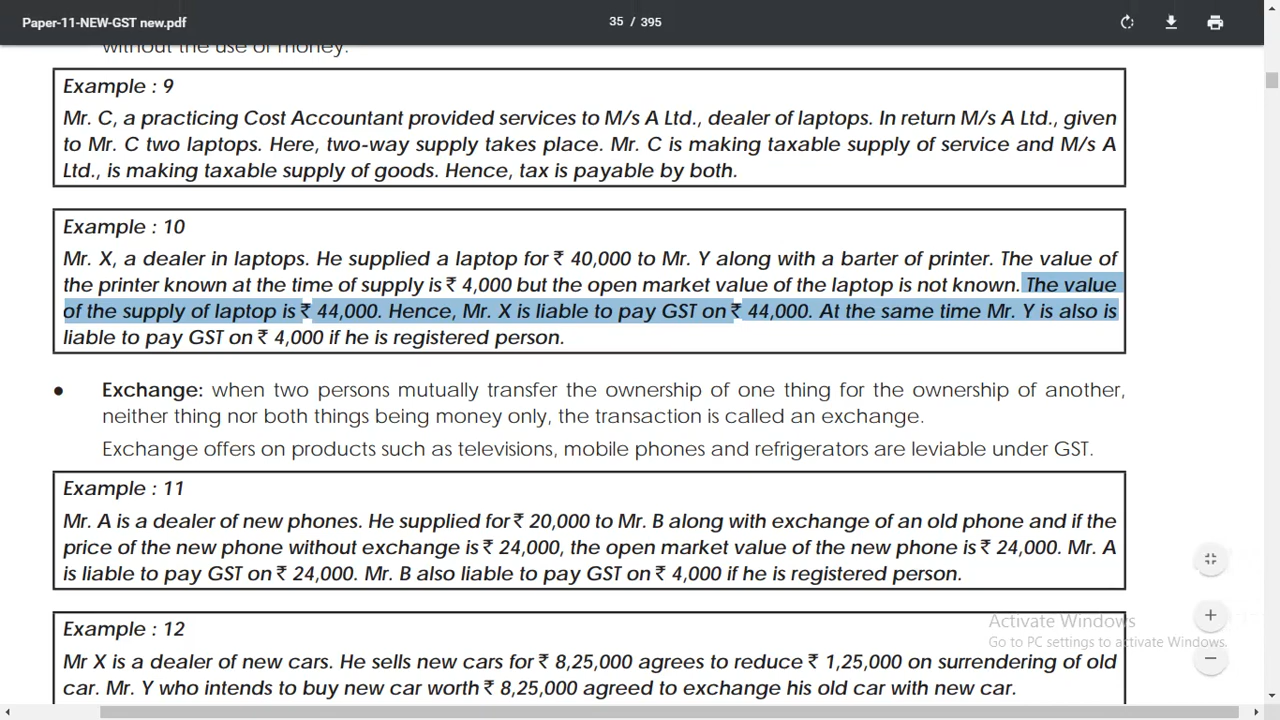 Paper-11-NEW-GST new.pdf
35 / 395
without the use of money.
Example : 9
Mr. C, a practicing Cost Accountant provided services to M/s A Ltd., dealer of laptops. In return M/s A Ltd., given
to Mr. C two laptops. Here, two-way supply takes place. Mr. C is making taxable supply of service and M/s A
Ltd., is making taxable supply of goods. Hence, tax is payable by both.
Example : 10
Mr. X, a dealer in laptops. He supplied a laptop for ₹ 40,000 to Mr. Y along with a barter of printer. The value of
the printer known at the time of supply is ₹ 4,000 but the open market value of the laptop is not known. The value
of the supply of laptop is ₹ 44,000. Hence, Mr. X is liable to pay GST on ₹ 44,000. At the same time Mr. Y is also is
liable to pay GST on ₹ 4,000 if he is registered person.
● Exchange: when two persons mutually transfer the ownership of one thing for the ownership of another,
neither thing nor both things being money only, the transaction is called an exchange.
Exchange offers on products such as televisions, mobile phones and refrigerators are leviable under GST.
Example : 11
Mr. A is a dealer of new phones. He supplied for ₹ 20,000 to Mr. B along with exchange of an old phone and if the
price of the new phone without exchange is ₹ 24,000, the open market value of the new phone is ₹ 24,000. Mr. A
is liable to pay GST on ₹ 24,000. Mr. B also liable to pay GST on ₹ 4,000 if he is registered person.
Example : 12
Mr X is a dealer of new cars. He sells new cars for ₹ 8,25,000 agrees to reduce ₹ 1,25,000 on surrendering of old
car. Mr. Y who intends to buy new car worth ₹ 8,25,000 agreed to exchange his old car with new car.
Activate Windows
Go to PC settings to activate Windows.